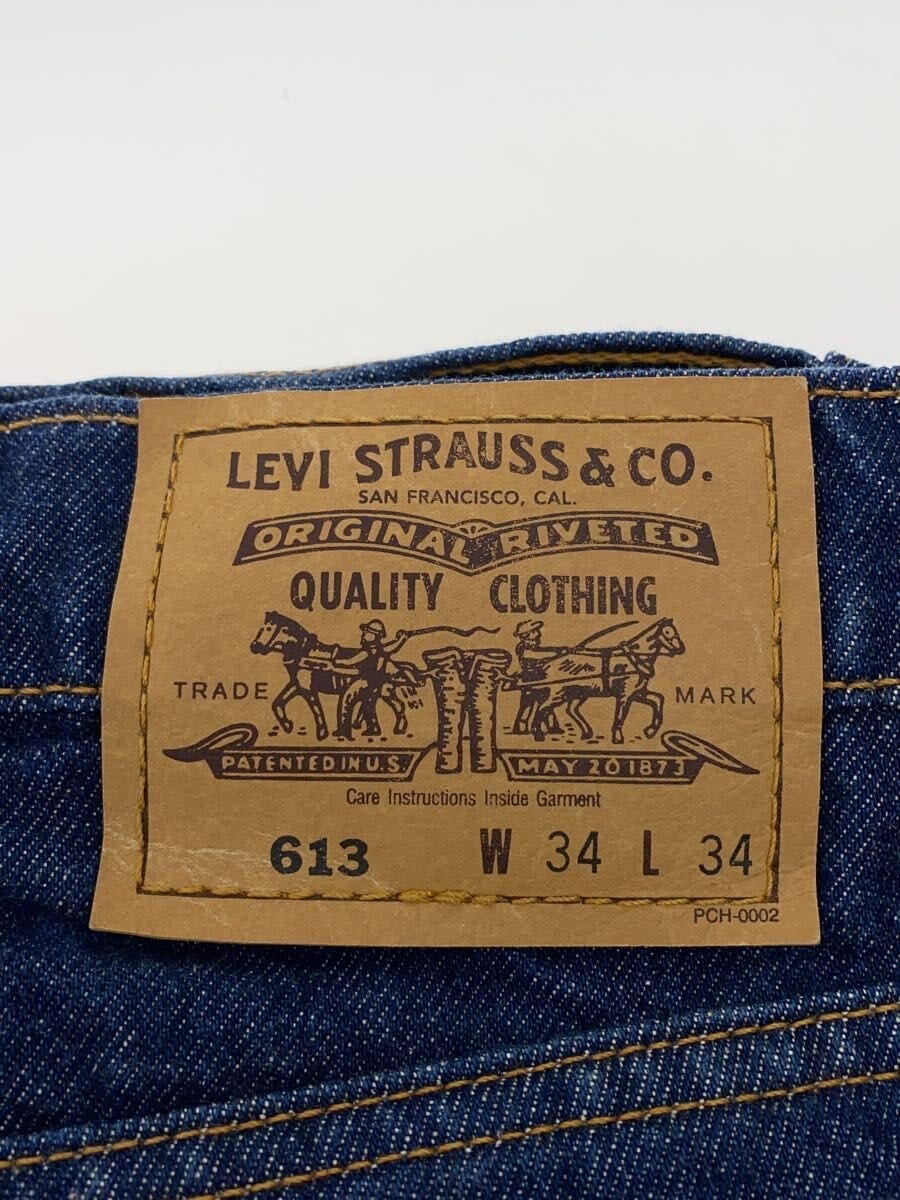 LEVI STRAUSS & CO.
SAN FRANCISCO, CAL.
ORIGINAL RIVETED
QUALITY CLOTHING
TRADE MARK
PATENTED IN U.S. MAY 20 1873
Care Instructions Inside Garment
613 W 34 L 34
PCH-0002